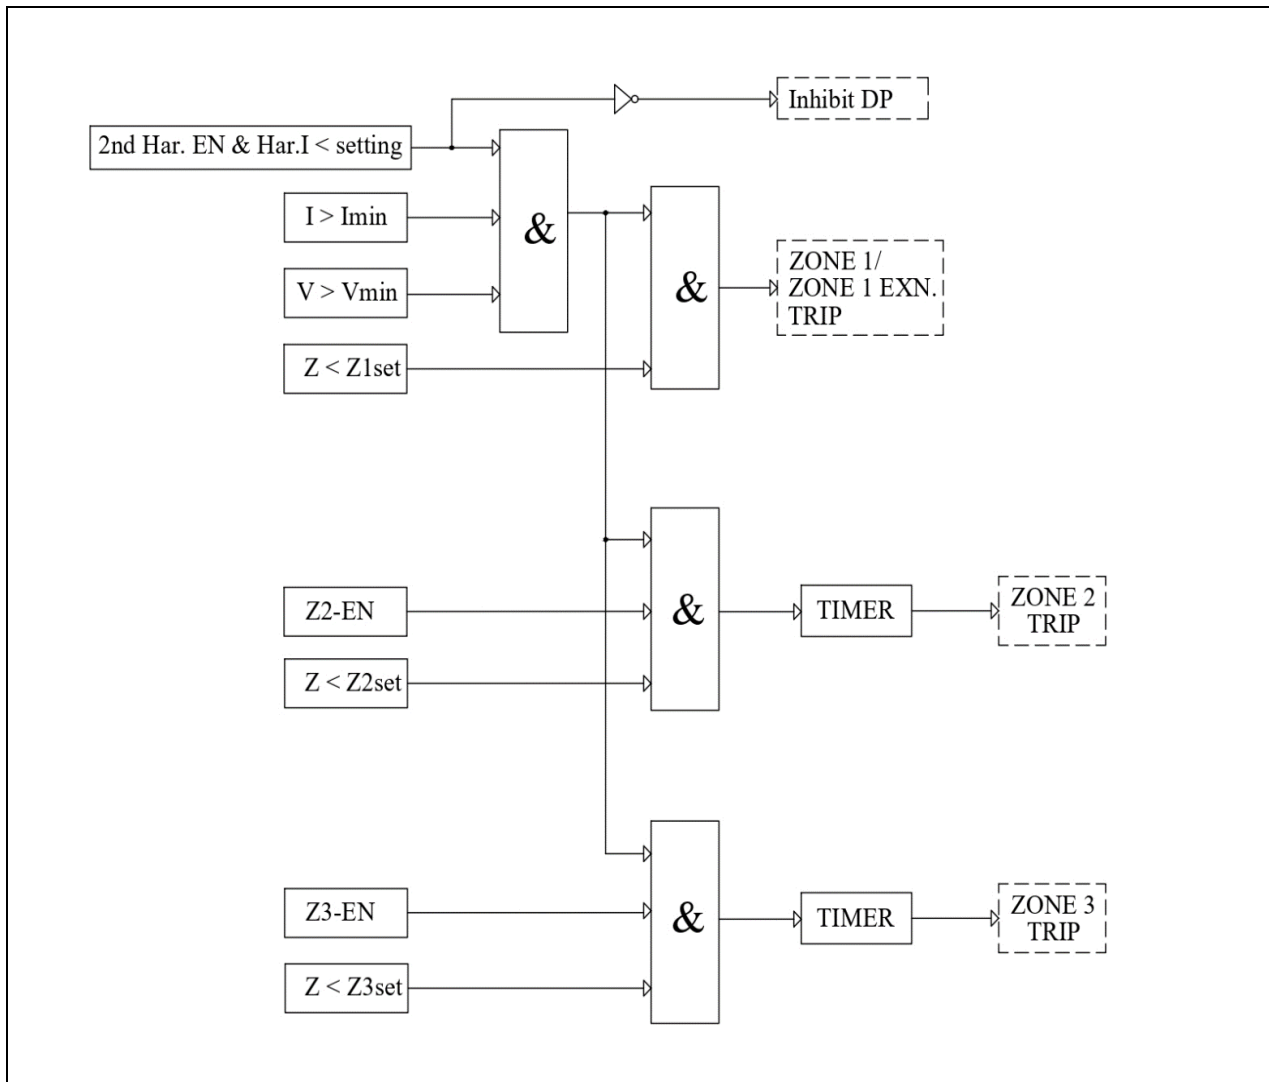 Inhibit DP
2nd Har. EN & Har.I < setting
I > Imin
&
V > Vmin
ZONE 1/
ZONE 1 EXN.
TRIP
&
Z < Z1set
Z2-EN
&
TIMER
ZONE 2
TRIP
Z < Z2set
Z3-EN
&
TIMER
ZONE 3
TRIP
Z < Z3set